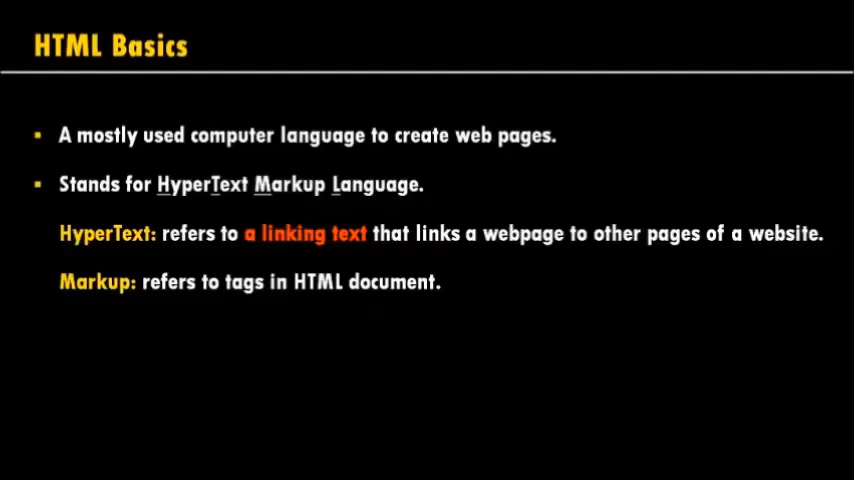 HTML Basics
▪ A mostly used computer language to create web pages.
▪ Stands for HyperText Markup Language.
HyperText: refers to a linking text that links a webpage to other pages of a website.
Markup: refers to tags in HTML document.